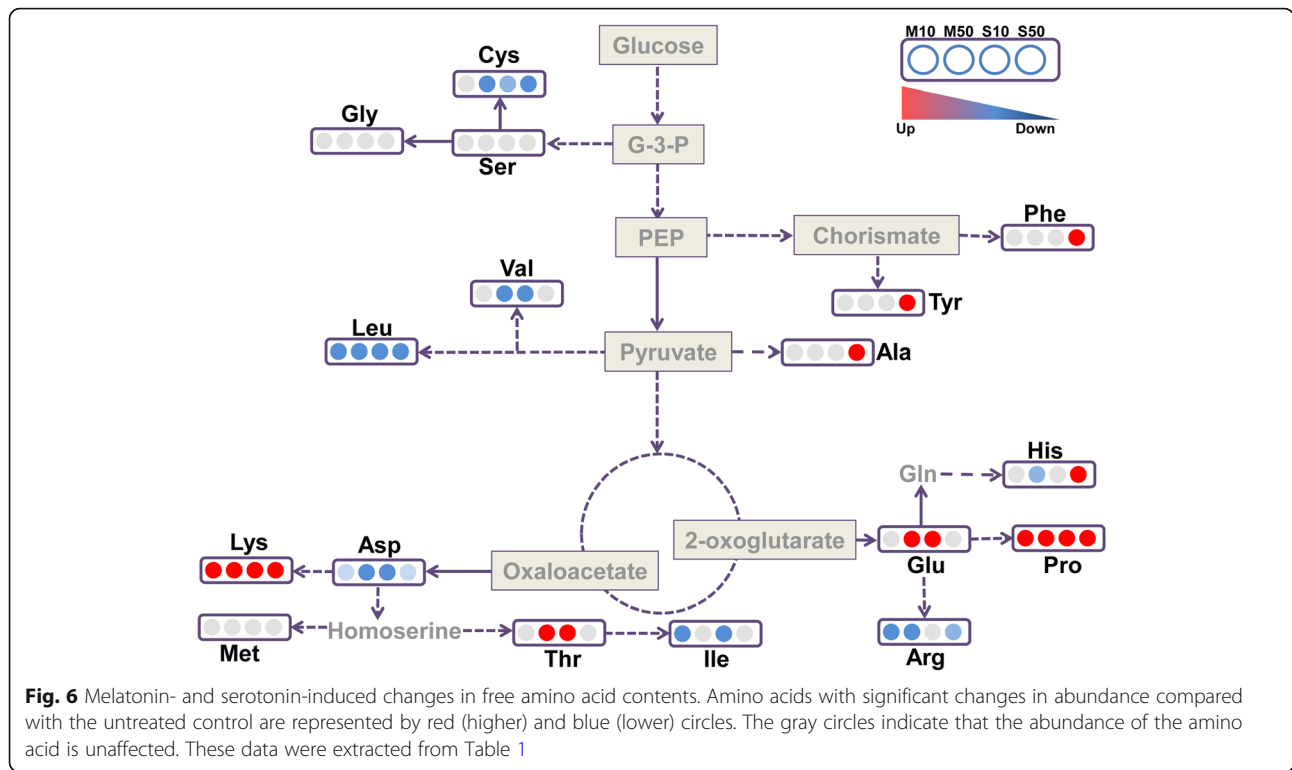 Glucose
M10 M50 S10 S50
Up Down
Cys
Gly
Ser
G-3-P
PEP
Chorismate
Phe
Tyr
Val
Leu
Pyruvate
Ala
Gln
His
2-oxoglutarate
Glu
Pro
Lys
Asp
Oxaloacetate
Met
Homoserine
Thr
Ile
Arg
Fig. 6 Melatonin- and serotonin-induced changes in free amino acid contents. Amino acids with significant changes in abundance compared
with the untreated control are represented by red (higher) and blue (lower) circles. The gray circles indicate that the abundance of the amino
acid is unaffected. These data were extracted from Table 1